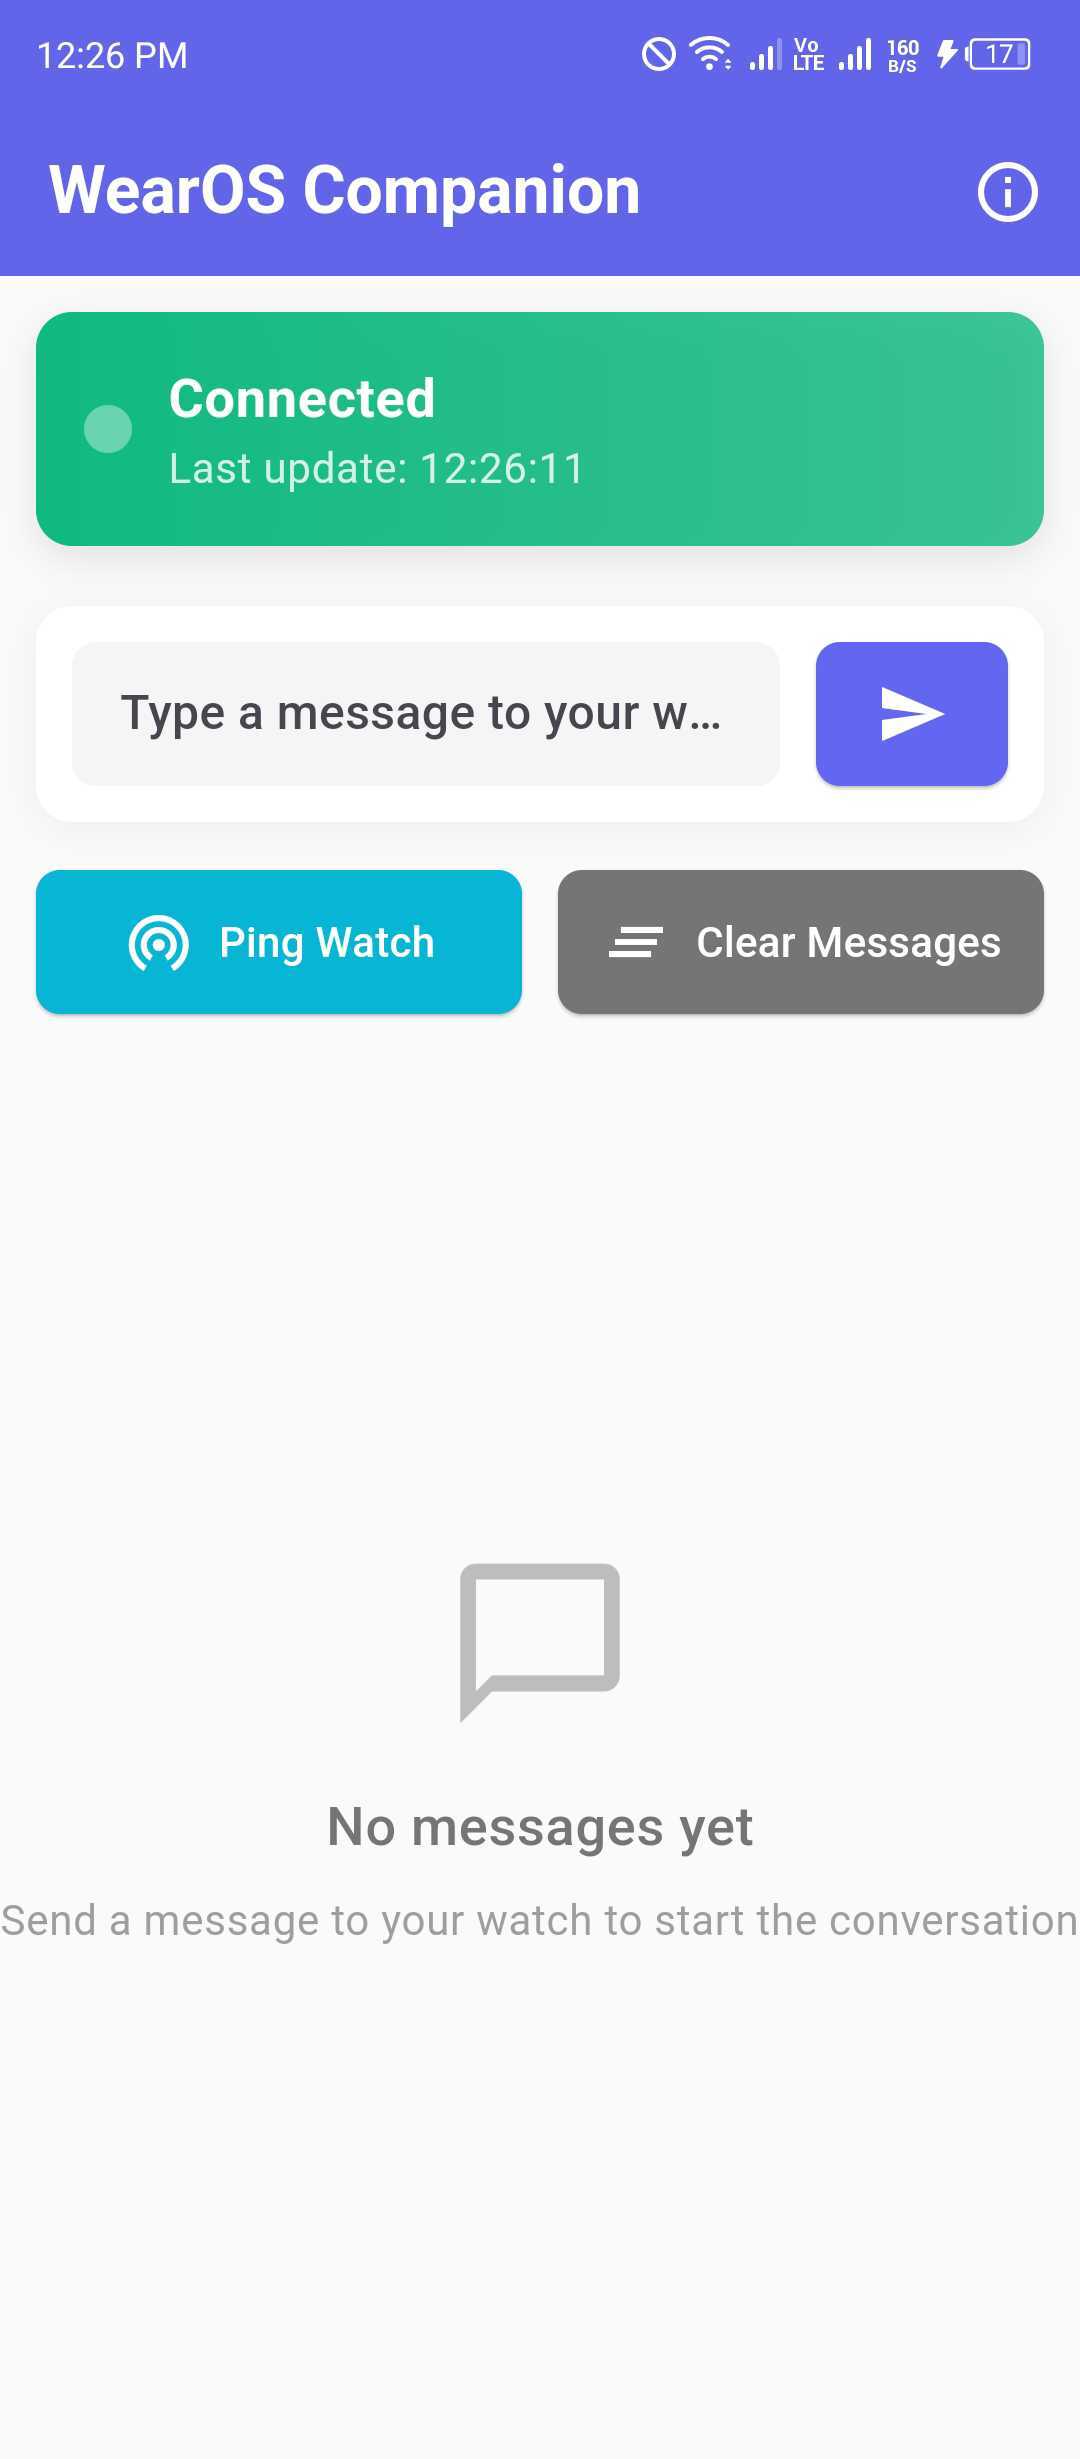 12:26 PM
Vo
LTE
160
B/S
17
WearOS Companion
Connected
Last update: 12:26:11
Type a message to your w...
Ping Watch
Clear Messages
No messages yet
Send a message to your watch to start the conversation